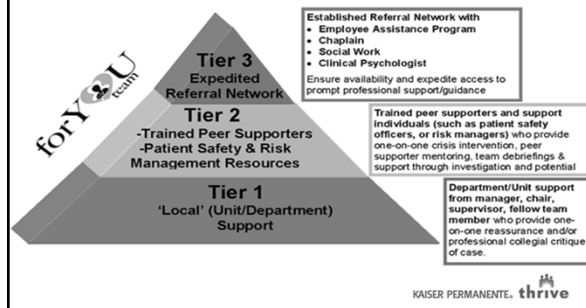 forYOU
team
Tier 3
Expedited
Referral Network
Tier 2
-Trained Peer Supporters
-Patient Safety & Risk
Management Resources
Tier 1
'Local' (Unit/Department)
Support
Established Referral Network with
• Employee Assistance Program
• Chaplain
• Social Work
• Clinical Psychologist
Ensure availability and expedite access to
prompt professional support/guidance
Trained peer supporters and support
individuals (such as patient safety
officers, or risk managers) who provide
one-on-one crisis intervention, peer
supporter mentoring, team debriefings &
support through investigation and potential
Department/Unit support
from manager, chair,
supervisor, fellow team
member who provide one-
on-one reassurance and/or
professional collegial critique
of case.
KAISER PERMANENTE® thrive